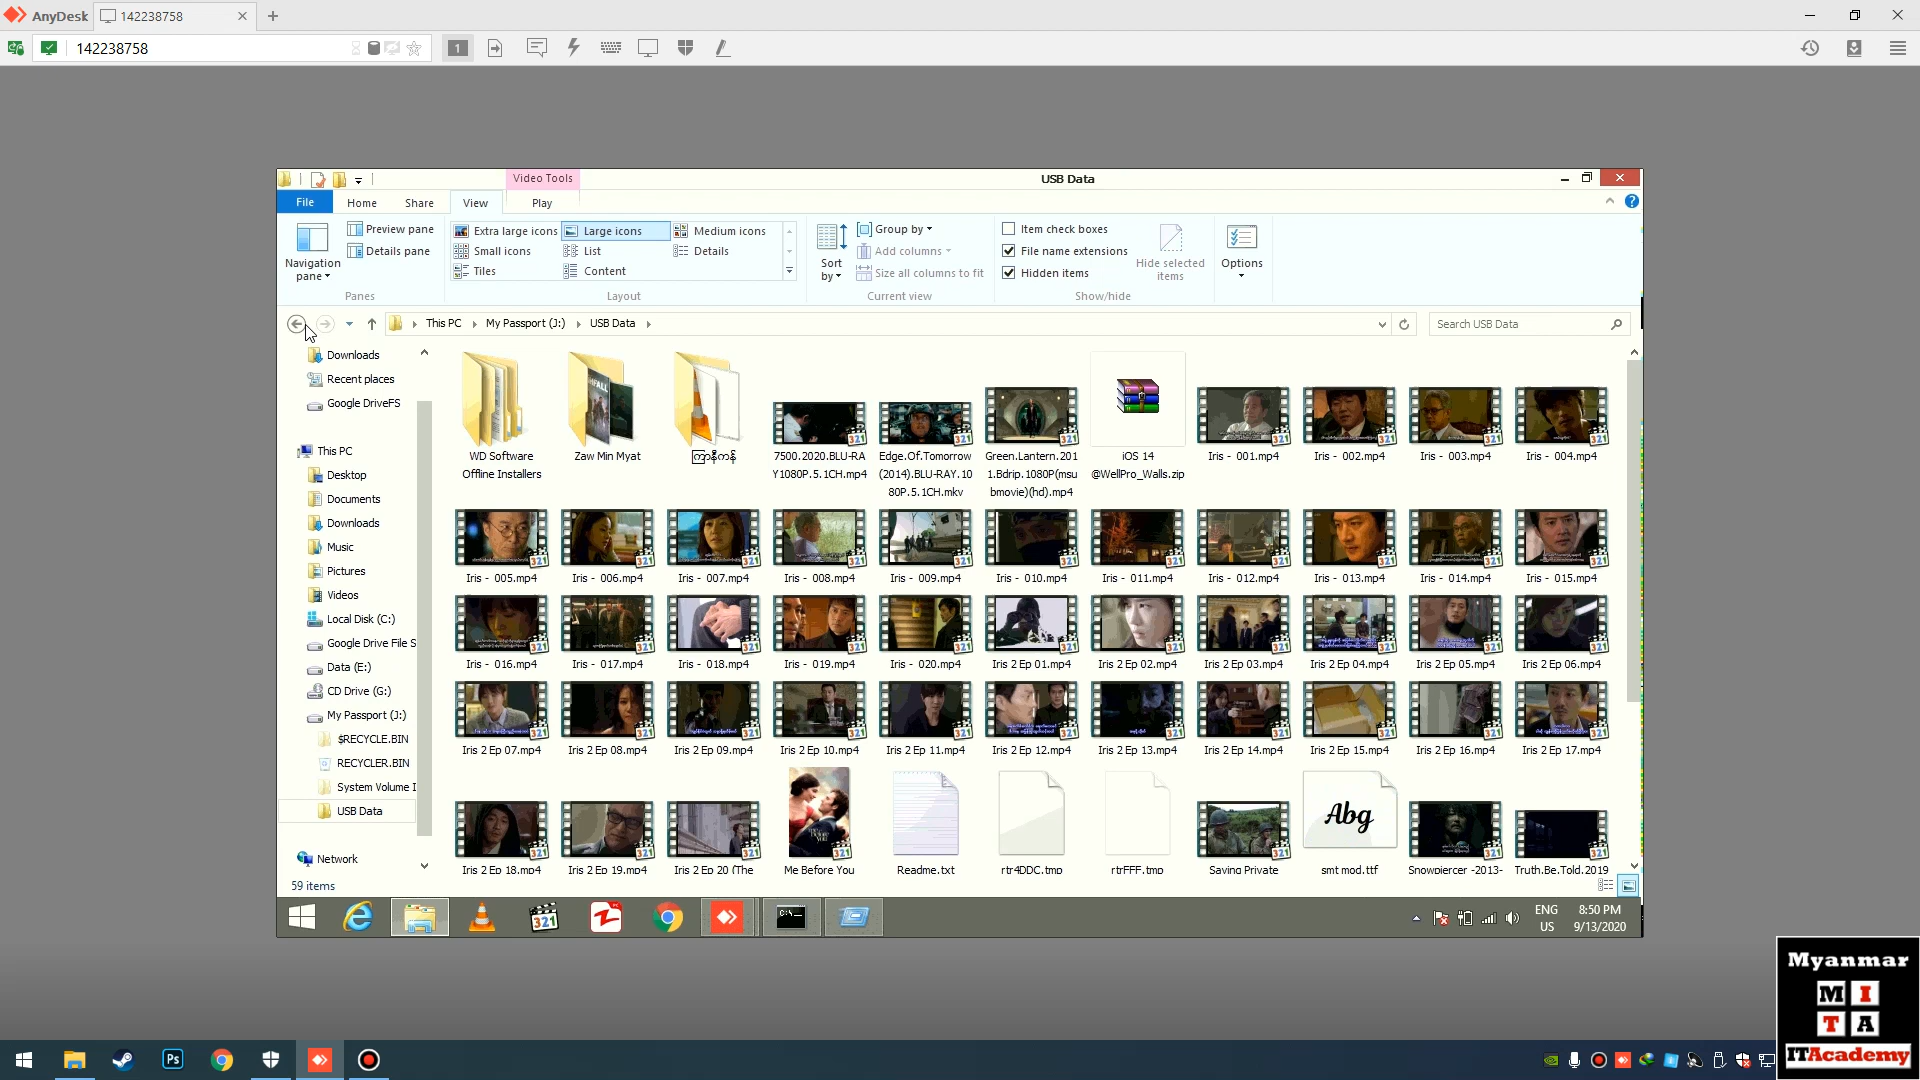 AnyDesk
142238758
142238758
1
Video Tools
USB Data
File
Home
Share
View
Play
Navigation pane
Preview pane
Details pane
Panes
Extra large icons
Large icons
Medium icons
Small icons
List
Details
Tiles
Content
Layout
Sort by
Group by
Add columns
Size all columns to fit
Current view
Item check boxes
File name extensions
Hidden items
Hide selected items
Show/hide
Options
This PC
My Passport (J:)
USB Data
Search USB Data
Downloads
Recent places
Google DriveFS
This PC
Desktop
Documents
Downloads
Music
Pictures
Videos
Local Disk (C:)
Google Drive File S
Data (E:)
CD Drive (G:)
My Passport (J:)
$RECYCLE.BIN
RECYCLER.BIN
System Volume I
USB Data
Network
59 items
WD Software Offline Installers
Zaw Min Myat
ကြာနီကန်
7500.2020.BLU-RAY1080P.5.1CH.mp4
Edge.Of.Tomorrow(2014).BLU-RAY.1080P.5.1CH.mkv
Green.Lantern.2011.Bdrip.1080P(msubmovie)(hd).mp4
iOS 14 @WellPro_Walls.zip
Iris - 001.mp4
Iris - 002.mp4
Iris - 003.mp4
Iris - 004.mp4
Iris - 005.mp4
Iris - 006.mp4
Iris - 007.mp4
Iris - 008.mp4
Iris - 009.mp4
Iris - 010.mp4
Iris - 011.mp4
Iris - 012.mp4
Iris - 013.mp4
Iris - 014.mp4
Iris - 015.mp4
Iris - 016.mp4
Iris - 017.mp4
Iris - 018.mp4
Iris - 019.mp4
Iris - 020.mp4
Iris 2 Ep 01.mp4
Iris 2 Ep 02.mp4
Iris 2 Ep 03.mp4
Iris 2 Ep 04.mp4
Iris 2 Ep 05.mp4
Iris 2 Ep 06.mp4
Iris 2 Ep 07.mp4
Iris 2 Ep 08.mp4
Iris 2 Ep 09.mp4
Iris 2 Ep 10.mp4
Iris 2 Ep 11.mp4
Iris 2 Ep 12.mp4
Iris 2 Ep 13.mp4
Iris 2 Ep 14.mp4
Iris 2 Ep 15.mp4
Iris 2 Ep 16.mp4
Iris 2 Ep 17.mp4
Abg
Iris 2 Ep 18.mp4
Iris 2 Ep 19.mp4
Iris 2 Ep 20 (The
Me Before You
Readme.txt
rtr4DDC.tmp
rtrFFF.tmp
Saving Private
smt mod.ttf
Snowpiercer -2013-
Truth.Be.Told.2019
ENG
US
8:50 PM
9/13/2020
Myanmar
M I
T A
ITAcademy
Ps